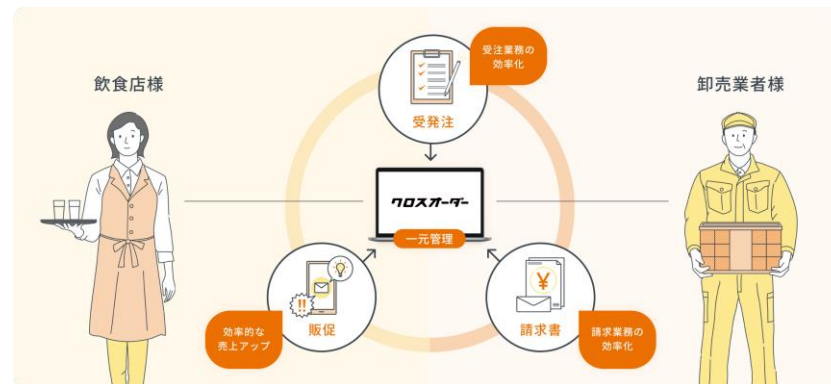 受注業務の
効率化
飲食店様
卸売業者様
受発注
クロスオーダー
一元管理
¥
!!
効率的な
売上アップ
販促
請求書
請求業務の
効率化